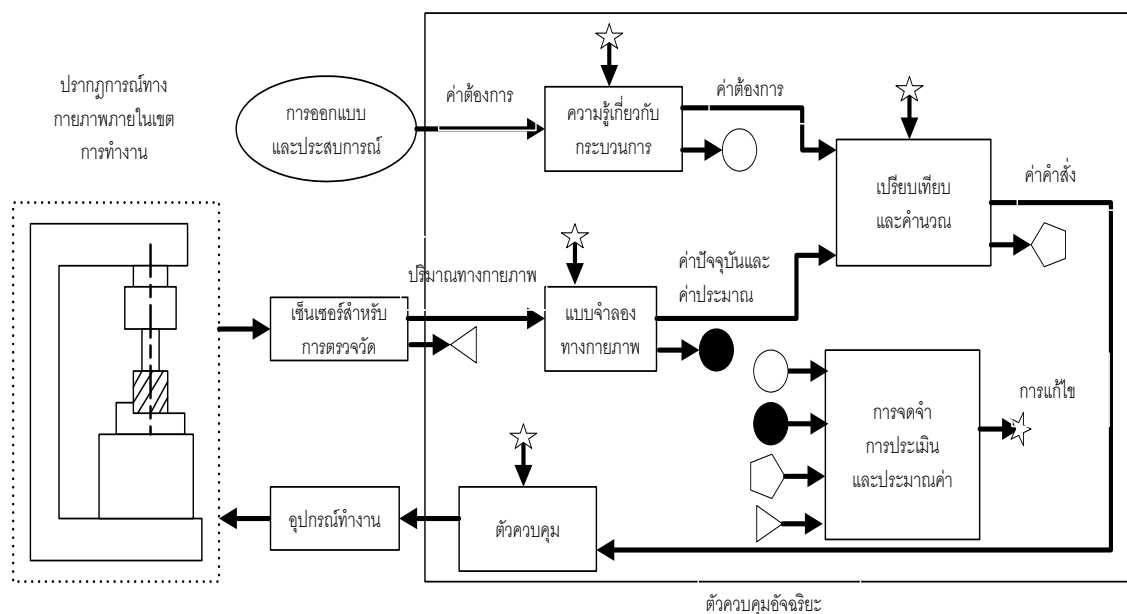 ปรากฏการณ์ทาง
กายภาพภายในเขต
การทำงาน
การออกแบบ
และประสบการณ์
ค่าต้องการ
ความรู้เกี่ยวกับ
กระบวนการ
ค่าต้องการ
เปรียบเทียบ
และคำนวณ
ค่าคำสั่ง
เซ็นเซอร์สำหรับ
การตรวจวัด
ปริมาณทางกายภาพ
แบบจำลอง
ทางกายภาพ
ค่าปัจจุบันและ
ค่าประมาณ
การจดจำ
การประเมิน
และประมาณค่า
การแก้ไข
อุปกรณ์ทำงาน
ตัวควบคุม
ตัวควบคุมอัจฉริยะ